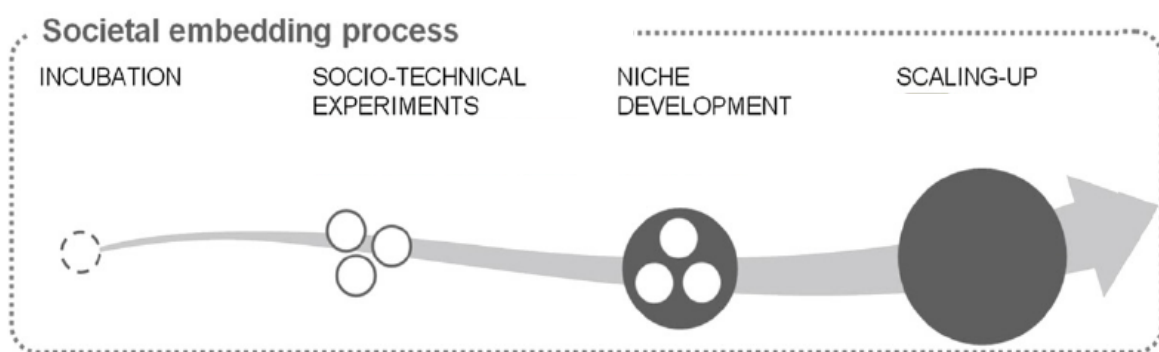 Societal embedding process
INCUBATION
SOCIO-TECHNICAL
EXPERIMENTS
NICHE
DEVELOPMENT
SCALING-UP